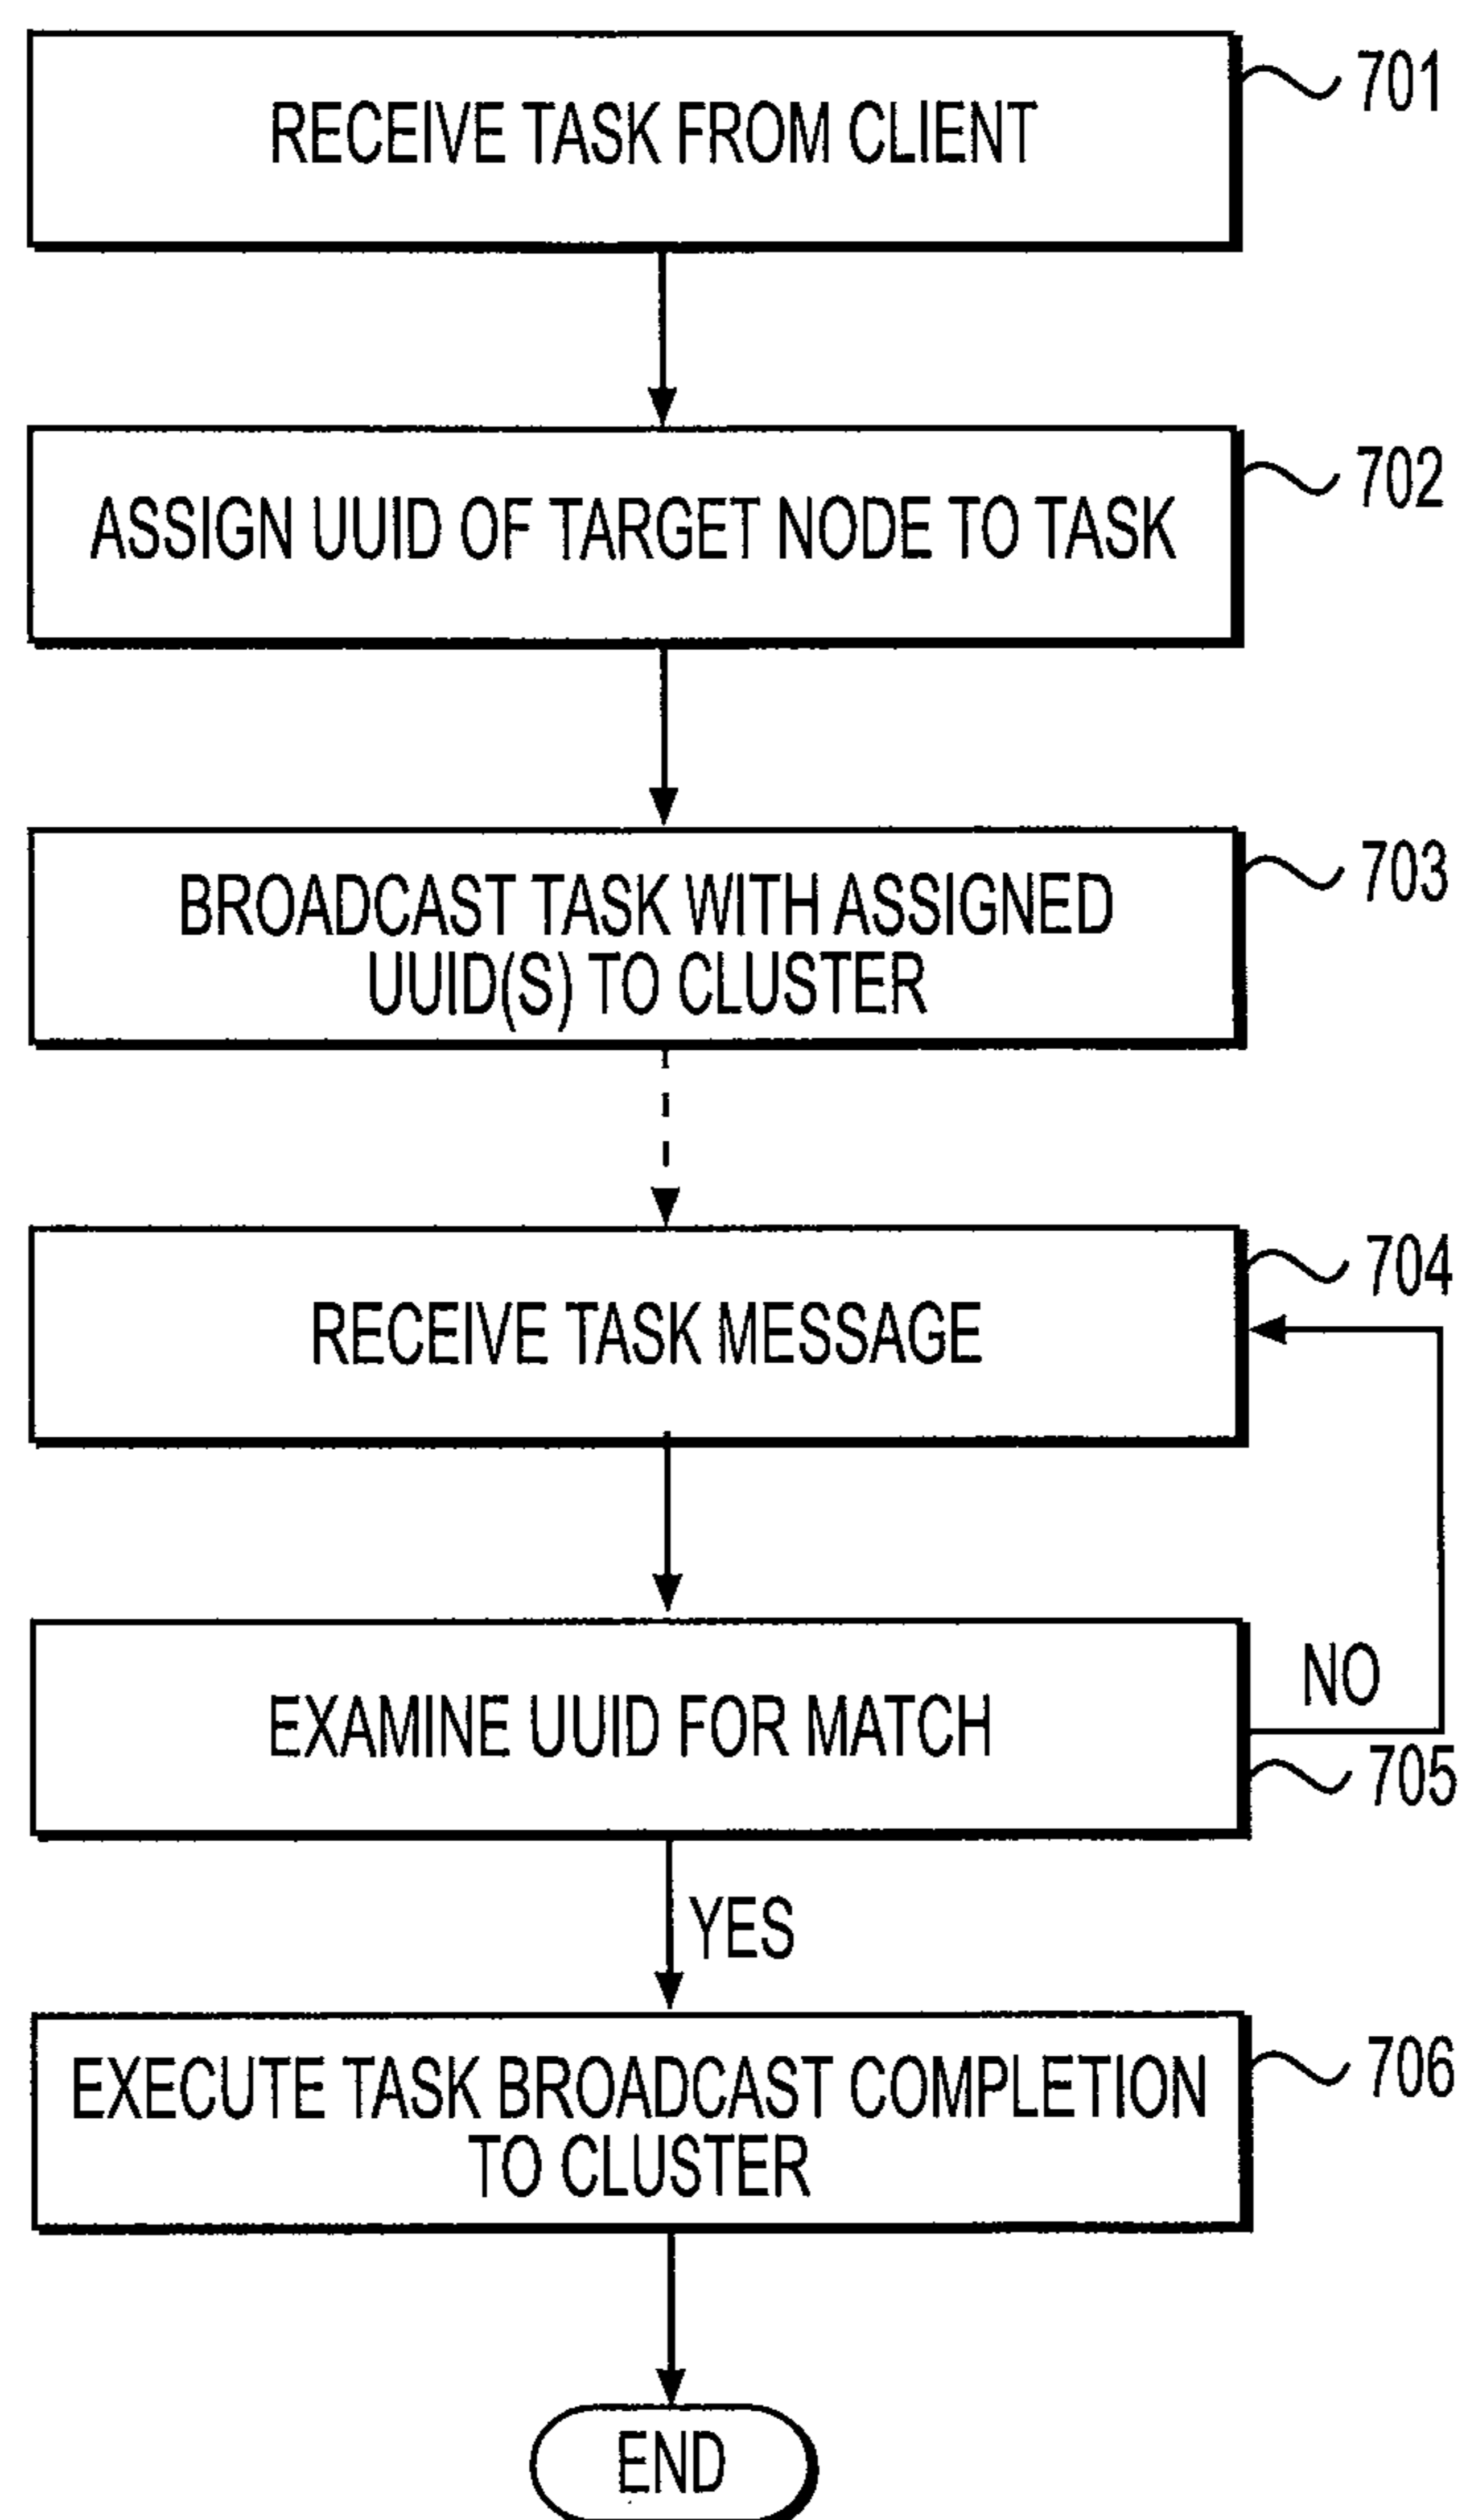 RECEIVE TASK FROM CLIENT
701
ASSIGN UUID OF TARGET NODE TO TASK
702
BROADCAST TASK WITH ASSIGNED
UUID(S) TO CLUSTER
703
RECEIVE TASK MESSAGE
704
EXAMINE UUID FOR MATCH
NO
705
YES
EXECUTE TASK BROADCAST COMPLETION
TO CLUSTER
706
END